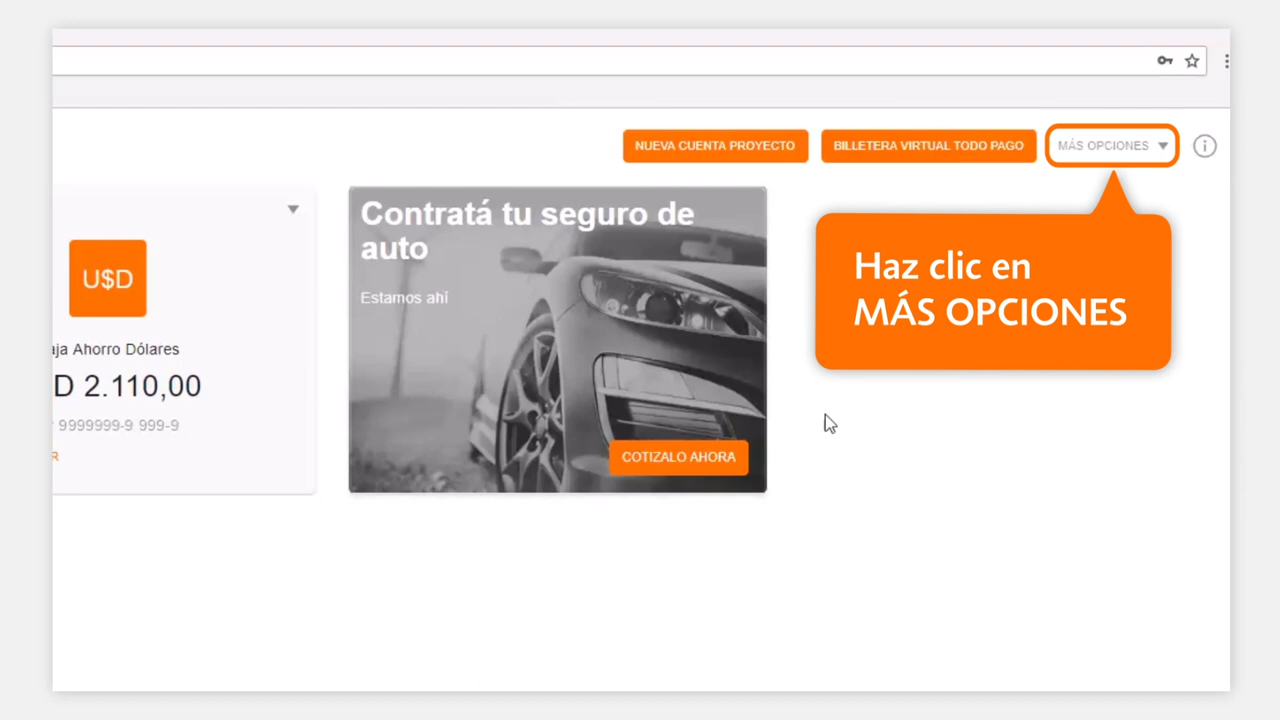 NUEVA CUENTA PROYECTO
BILLETERA VIRTUAL TODO PAGO
MÁS OPCIONES
U$D
aja Ahorro Dólares
D 2.110,00
9999999-9 999-9
R
Contratá tu seguro de
auto
Estamos ahí
COTIZALO AHORA
Haz clic en
MÁS OPCIONES